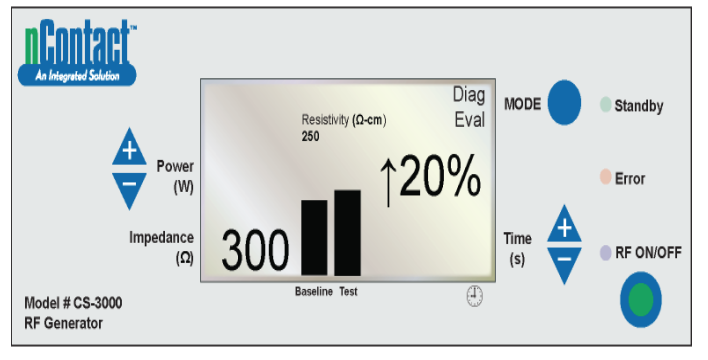 nContact™
An Integrated Solution
Power
(W)
Impedance
(Ω)
Model # CS-3000
RF Generator
Diag
Eval
Resistivity (Ω-cm)
250
↑20%
300
Baseline Test
MODE
Standby
Error
Time
(s)
RF ON/OFF